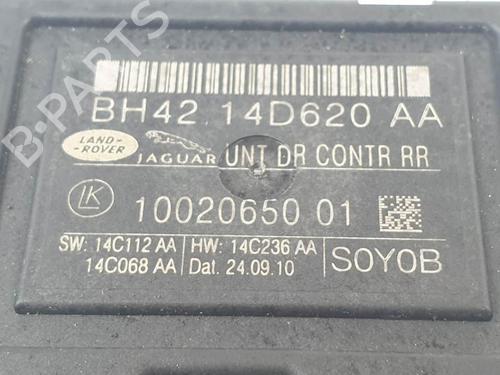 BH42 14D620 AA
LAND-
ROVER
JAGUAR
UNT DR CONTR RR
LK
10020650 01
SW: 14C112 AA
14C068 AA
HW: 14C236 AA
Dat. 24.09.10
SOYOB
B-PARTS